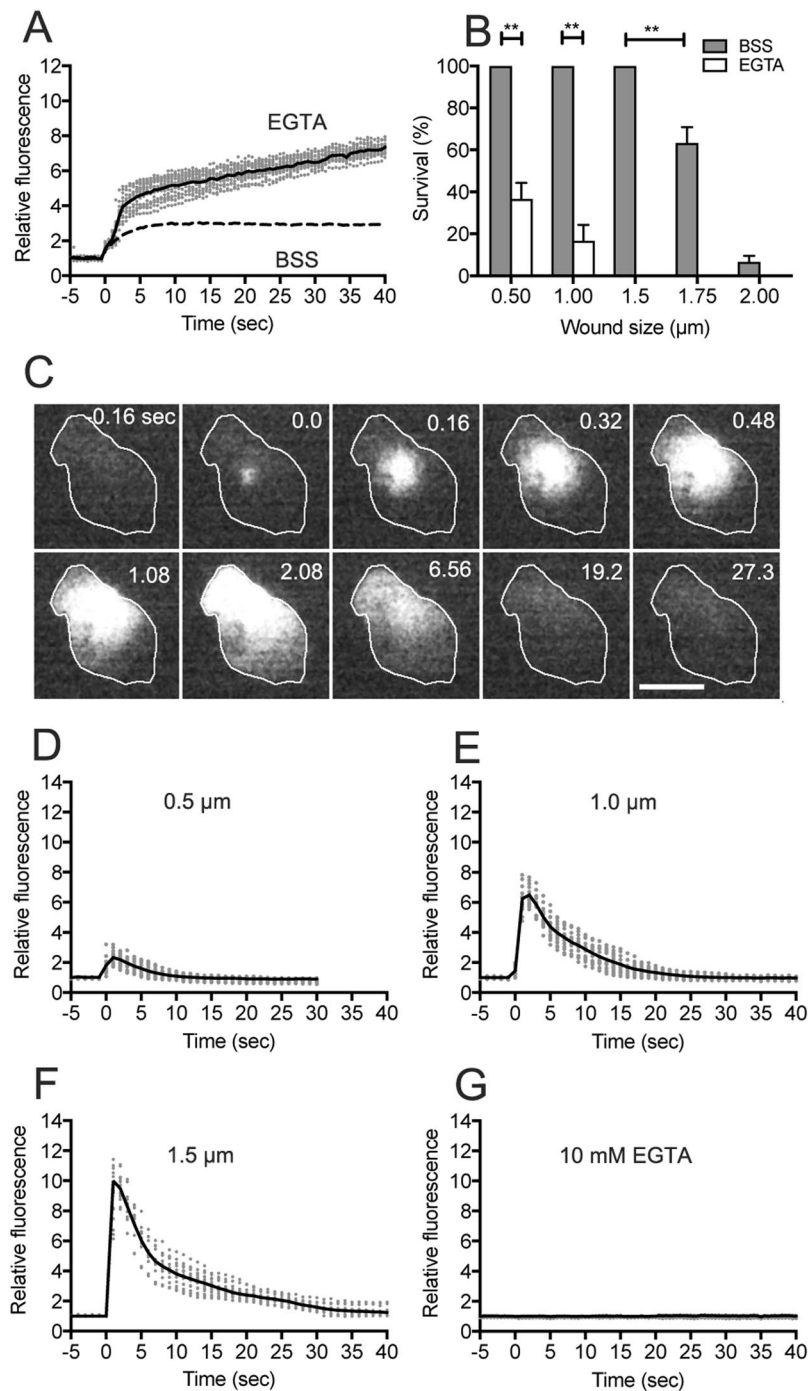 A
Relative fluorescence
12
10
8
6
4
2
0
EGTA
BSS
-5 0 5 10 15 20 25 30 35 40
Time (sec)
B
** ** **
BSS
EGTA
Survival (%)
100
80
60
40
20
0
0.50 1.00 1.5 1.75 2.00
Wound size (µm)
C
-0.16 sec 0.0 0.16 0.32 0.48
1.08 2.08 6.56 19.2 27.3
D
0.5 µm
Relative fluorescence
14
12
10
8
6
4
2
0
-5 0 5 10 15 20 25 30 35 40
Time (sec)
E
1.0 µm
Relative fluorescence
14
12
10
8
6
4
2
0
-5 0 5 10 15 20 25 30 35 40
Time (sec)
F
1.5 µm
Relative fluorescence
14
12
10
8
6
4
2
0
-5 0 5 10 15 20 25 30 35 40
Time (sec)
G
10 mM EGTA
Relative fluorescence
14
12
10
8
6
4
2
0
-5 0 5 10 15 20 25 30 35 40
Time (sec)